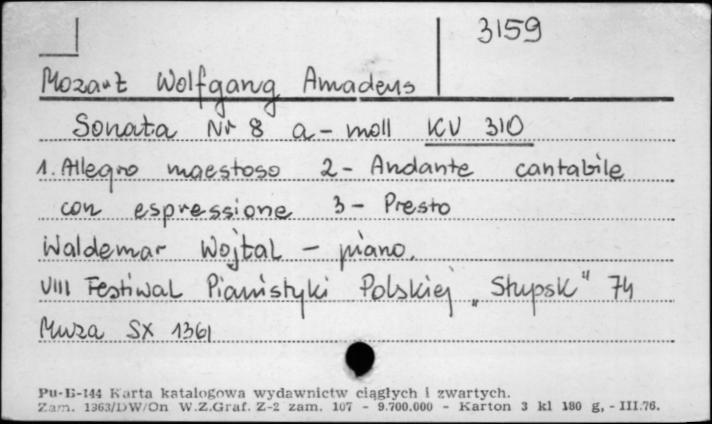 3159
Mozart Wolfgang Amadeus
Sonata Nr 8 a-moll KV 310
1. Allegro maestoso 2 - Andante cantabile
con espressione 3 - Presto
Waldemar Wojtal - piano.
VIII Festiwal Pianistyki Polskiej „Słupsk" 74
Muza SX 1361
Pu-B-144 Karta katalogowa wydawnictw ciągłych i zwartych.
Zam. 1363/DW/On W.Z.Graf. Z-2 zam. 107 - 9.700.000 - Karton 3 kl 180 g. - III.76.